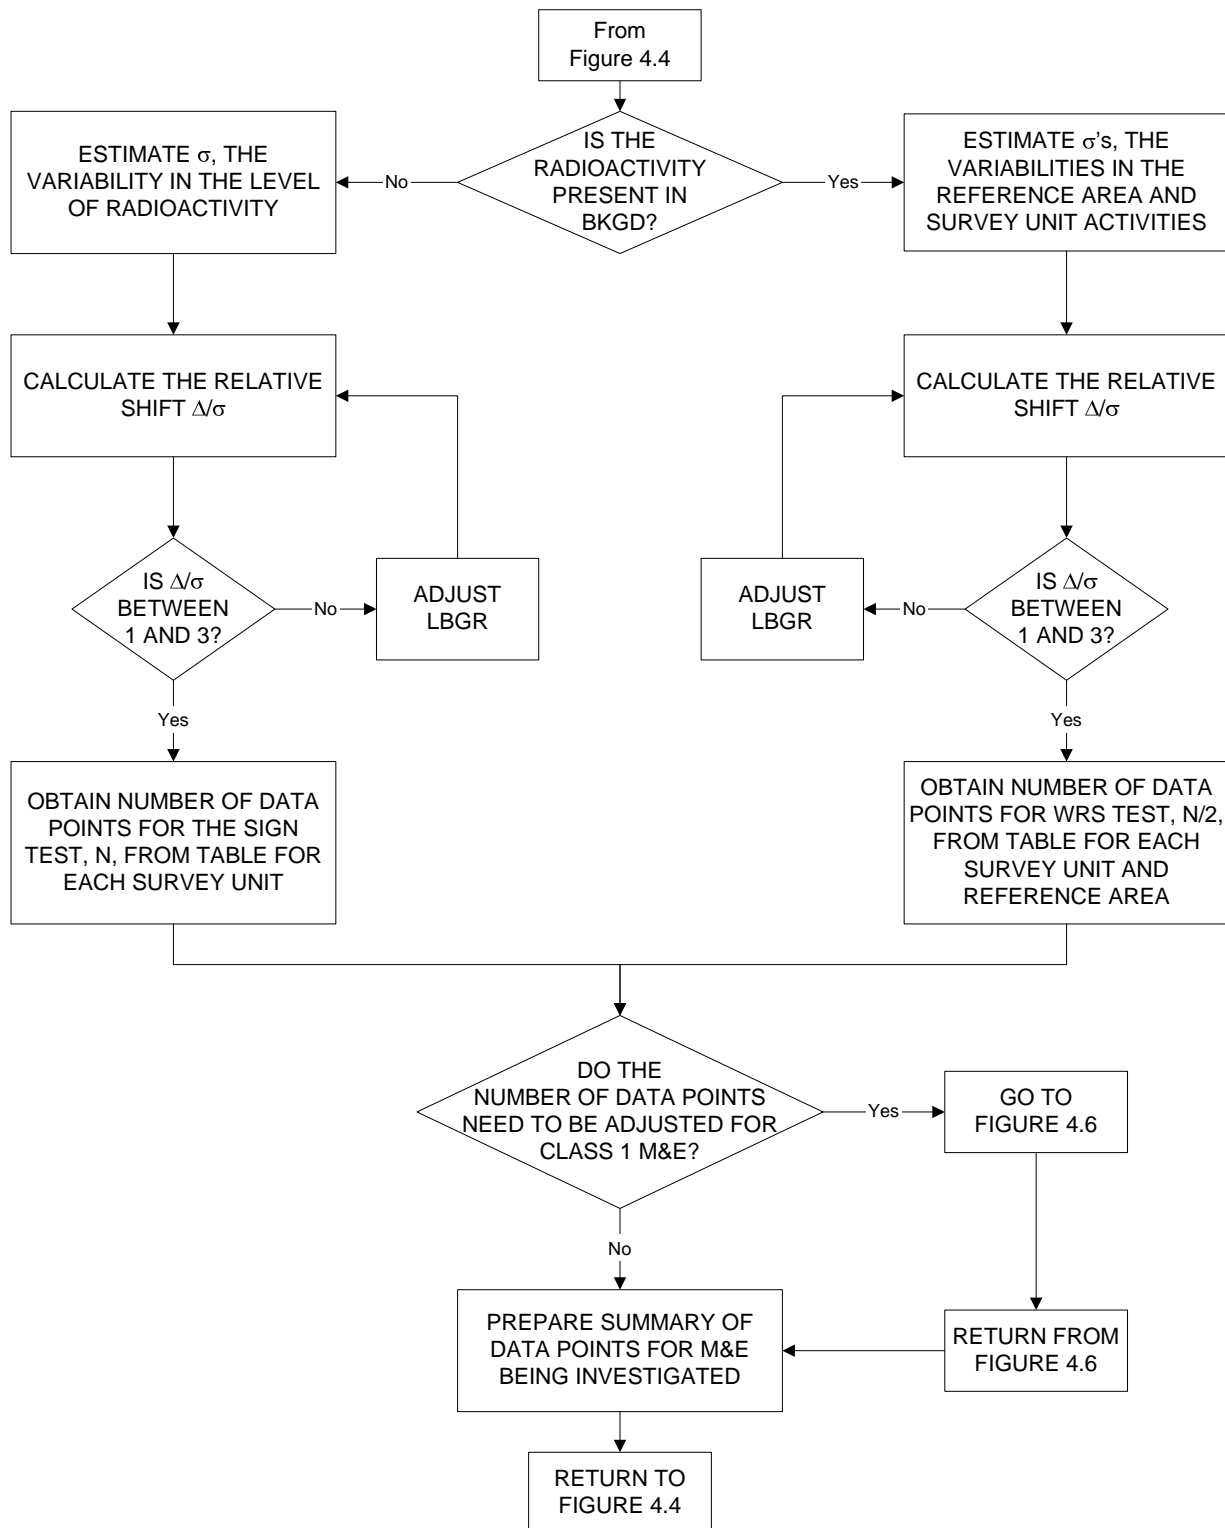 From
Figure 4.4
IS THE
RADIOACTIVITY
PRESENT IN
BKGD?
No
Yes
ESTIMATE σ, THE
VARIABILITY IN THE LEVEL
OF RADIOACTIVITY
ESTIMATE σ's, THE
VARIABILITIES IN THE
REFERENCE AREA AND
SURVEY UNIT ACTIVITIES
CALCULATE THE RELATIVE
SHIFT Δ/σ
CALCULATE THE RELATIVE
SHIFT Δ/σ
IS Δ/σ
BETWEEN
1 AND 3?
No
ADJUST
LBGR
ADJUST
LBGR
No
IS Δ/σ
BETWEEN
1 AND 3?
Yes
Yes
OBTAIN NUMBER OF DATA
POINTS FOR THE SIGN
TEST, N, FROM TABLE FOR
EACH SURVEY UNIT
OBTAIN NUMBER OF DATA
POINTS FOR WRS TEST, N/2,
FROM TABLE FOR EACH
SURVEY UNIT AND
REFERENCE AREA
DO THE
NUMBER OF DATA POINTS
NEED TO BE ADJUSTED FOR
CLASS 1 M&E?
Yes
GO TO
FIGURE 4.6
No
PREPARE SUMMARY OF
DATA POINTS FOR M&E
BEING INVESTIGATED
RETURN FROM
FIGURE 4.6
RETURN TO
FIGURE 4.4